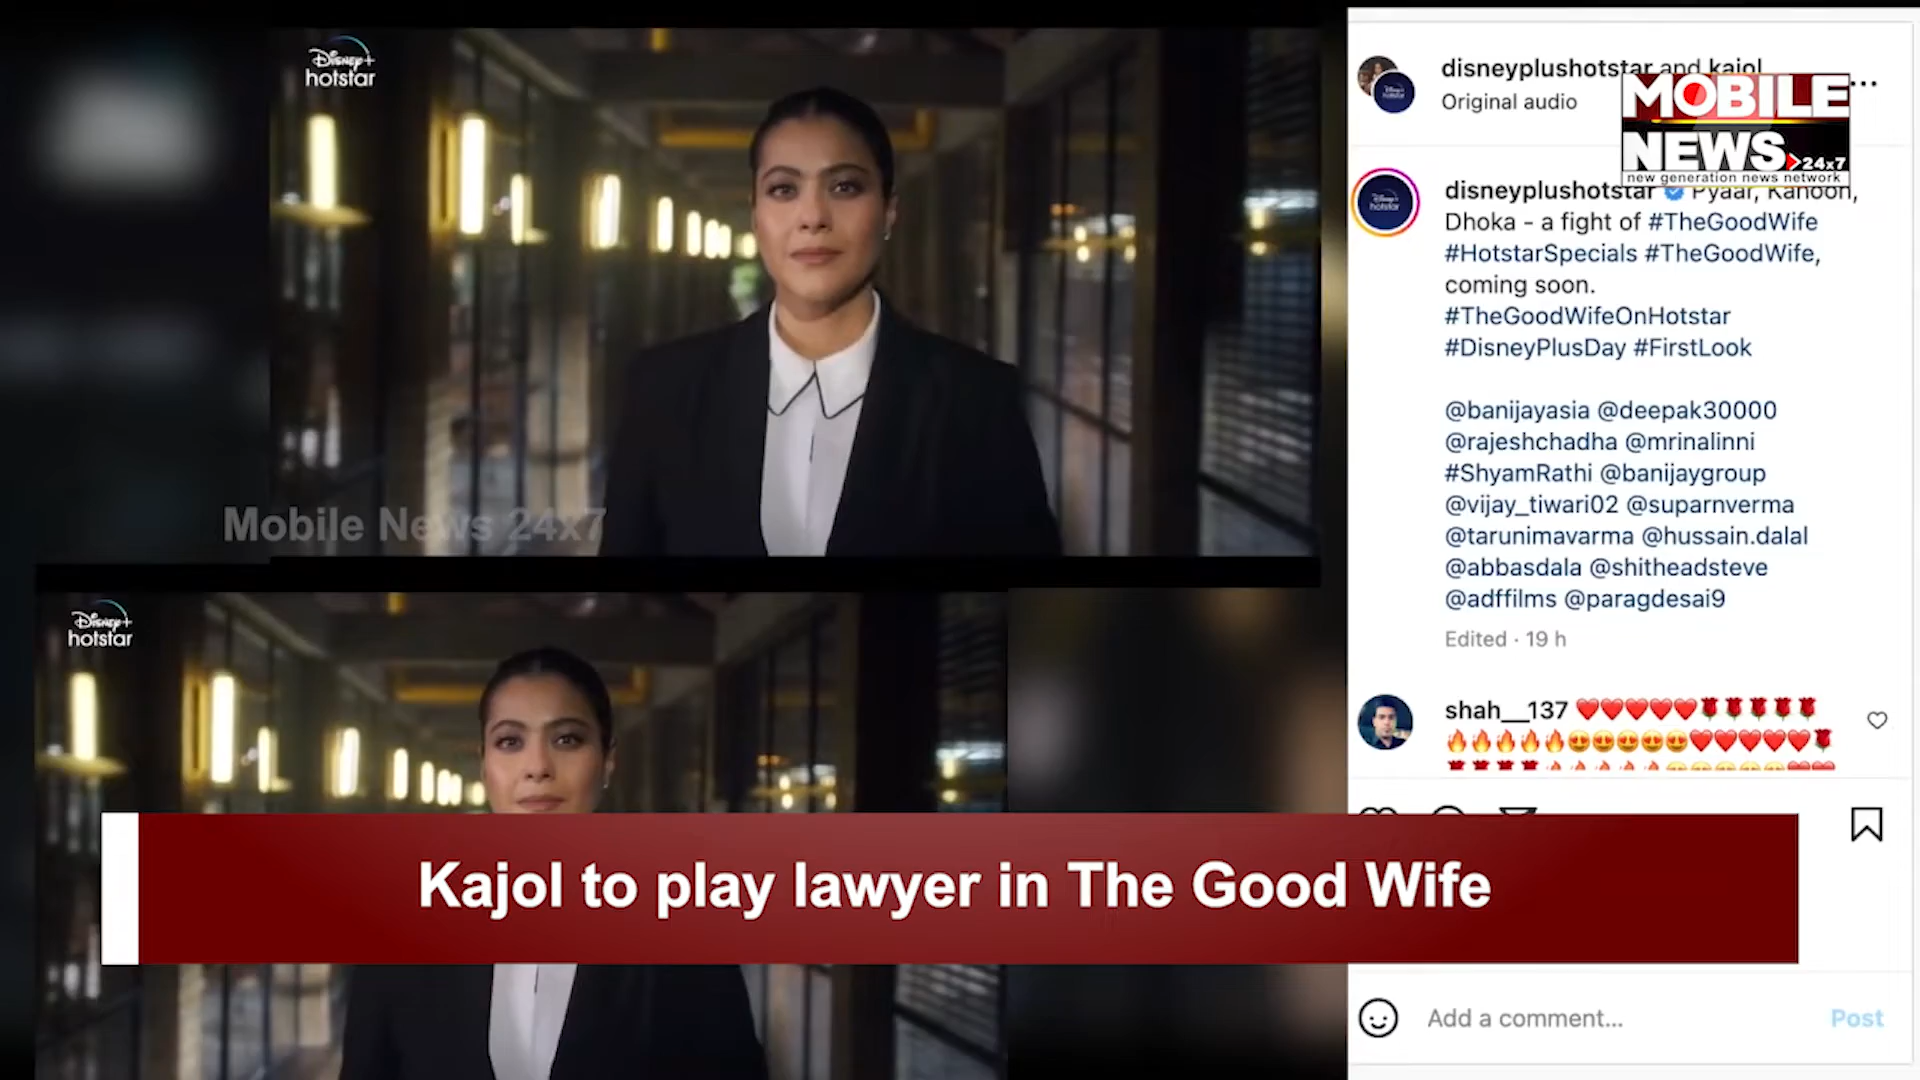 Disney+
hotstar
disneyplushotstar and kajol
Original audio
MOBILE
NEWS 24x7
new generation news network
disneyplushotstar Pyaar, Kanoon,
Dhoka - a fight of #TheGoodWife
#HotstarSpecials #TheGoodWife,
coming soon.
#TheGoodWifeOnHotstar
#DisneyPlusDay #FirstLook
@banijayasia @deepak30000
@rajeshchadha @mrinalinni
#ShyamRathi @banijaygroup
@vijay_tiwari02 @suparnverma
@tarunimavarma @hussain.dalal
@abbasdala @shitheadsteve
@adffilms @paragdesai9
Edited · 19 h
Mobile News 24x7
Disney+
hotstar
shah__137 ❤️❤️❤️❤️❤️🌹🌹🌹🌹🌹
🔥🔥🔥🔥🔥😍😍😍😍😍❤️❤️❤️❤️❤️🌹
Kajol to play lawyer in The Good Wife
Add a comment...
Post